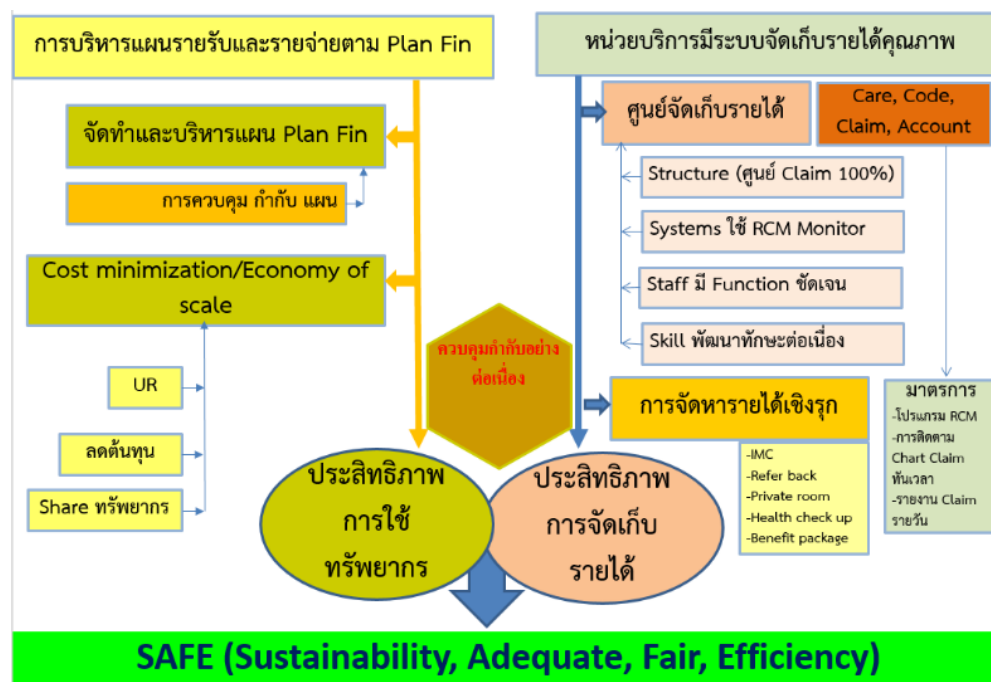 การบริหารแผนรายรับและรายจ่ายตาม Plan Fin
จัดทำและบริหารแผน Plan Fin
การควบคุม กำกับ แผน
Cost minimization/Economy of
scale
UR
ลดต้นทุน
Share ทรัพยากร
หน่วยบริการมีระบบจัดเก็บรายได้คุณภาพ
ศูนย์จัดเก็บรายได้
Care, Code,
Claim, Account
Structure (ศูนย์ Claim 100%)
Systems ใช้ RCM Monitor
Staff มี Function ชัดเจน
Skill พัฒนาทักษะต่อเนื่อง
ควบคุมกำกับอย่าง
ต่อเนื่อง
การจัดหารายได้เชิงรุก
-IMC
-Refer back
-Private room
-Health check up
-Benefit package
มาตรการ
-โปรแกรม RCM
-การติดตาม
Chart Claim
ทันเวลา
-รายงาน Claim
รายวัน
ประสิทธิภาพ
การใช้
ทรัพยากร
ประสิทธิภาพ
การจัดเก็บ
รายได้
SAFE (Sustainability, Adequate, Fair, Efficiency)